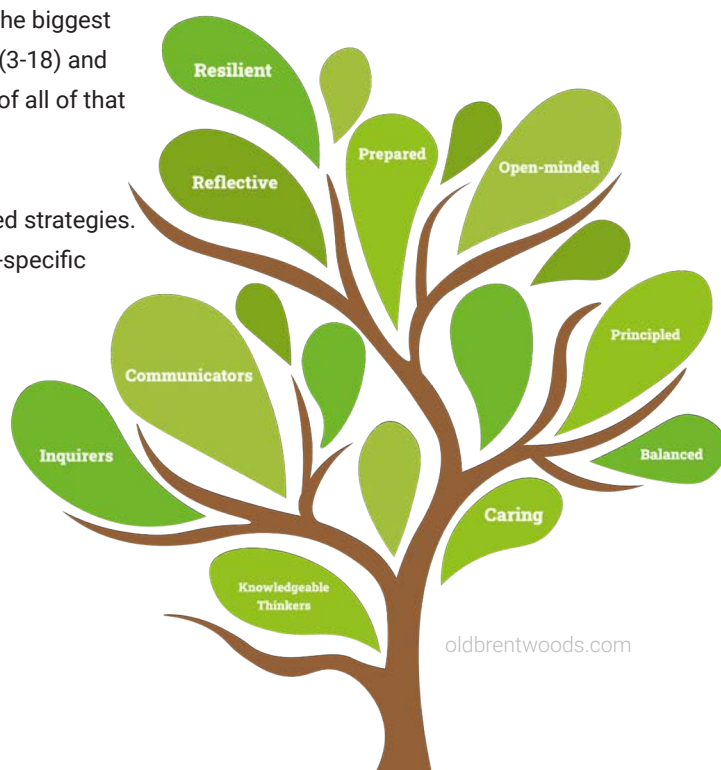 he biggest
(3-18) and
of all of that
ed strategies.
-specific
Resilient
Prepared
Open-minded
Reflective
Principled
Communicators
Balanced
Inquirers
Caring
Knowledgeable
Thinkers
oldbrentwoods.com